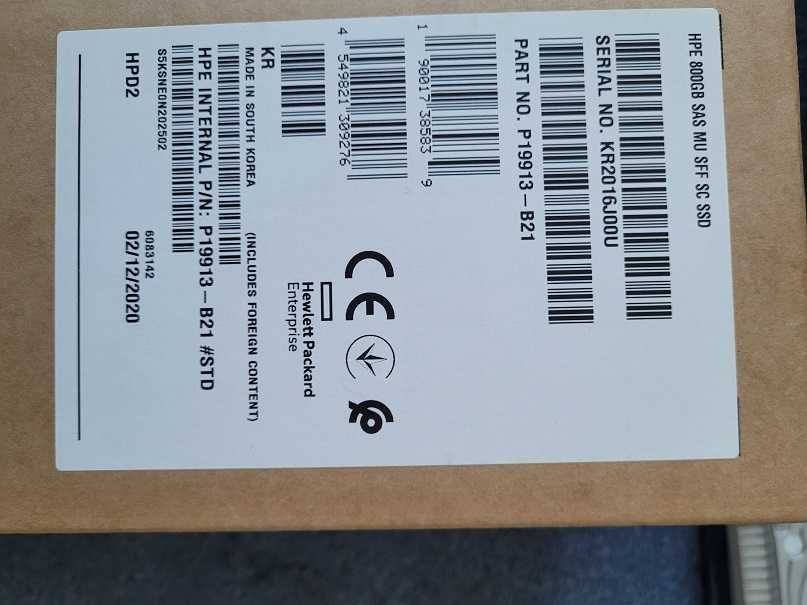 HPE 800GB SAS MU SFF SC SSD
SERIAL NO. KR2016J00U
PART NO. P19913-B21
1 90017 38583 9
4 549821 309276
KR
MADE IN SOUTH KOREA (INCLUDES FOREIGN CONTENT)
HPE INTERNAL P/N: P19913-B21 #STD
S5KSNE0N202502
6083142
HPD2 02/12/2020
CE
Hewlett Packard
Enterprise